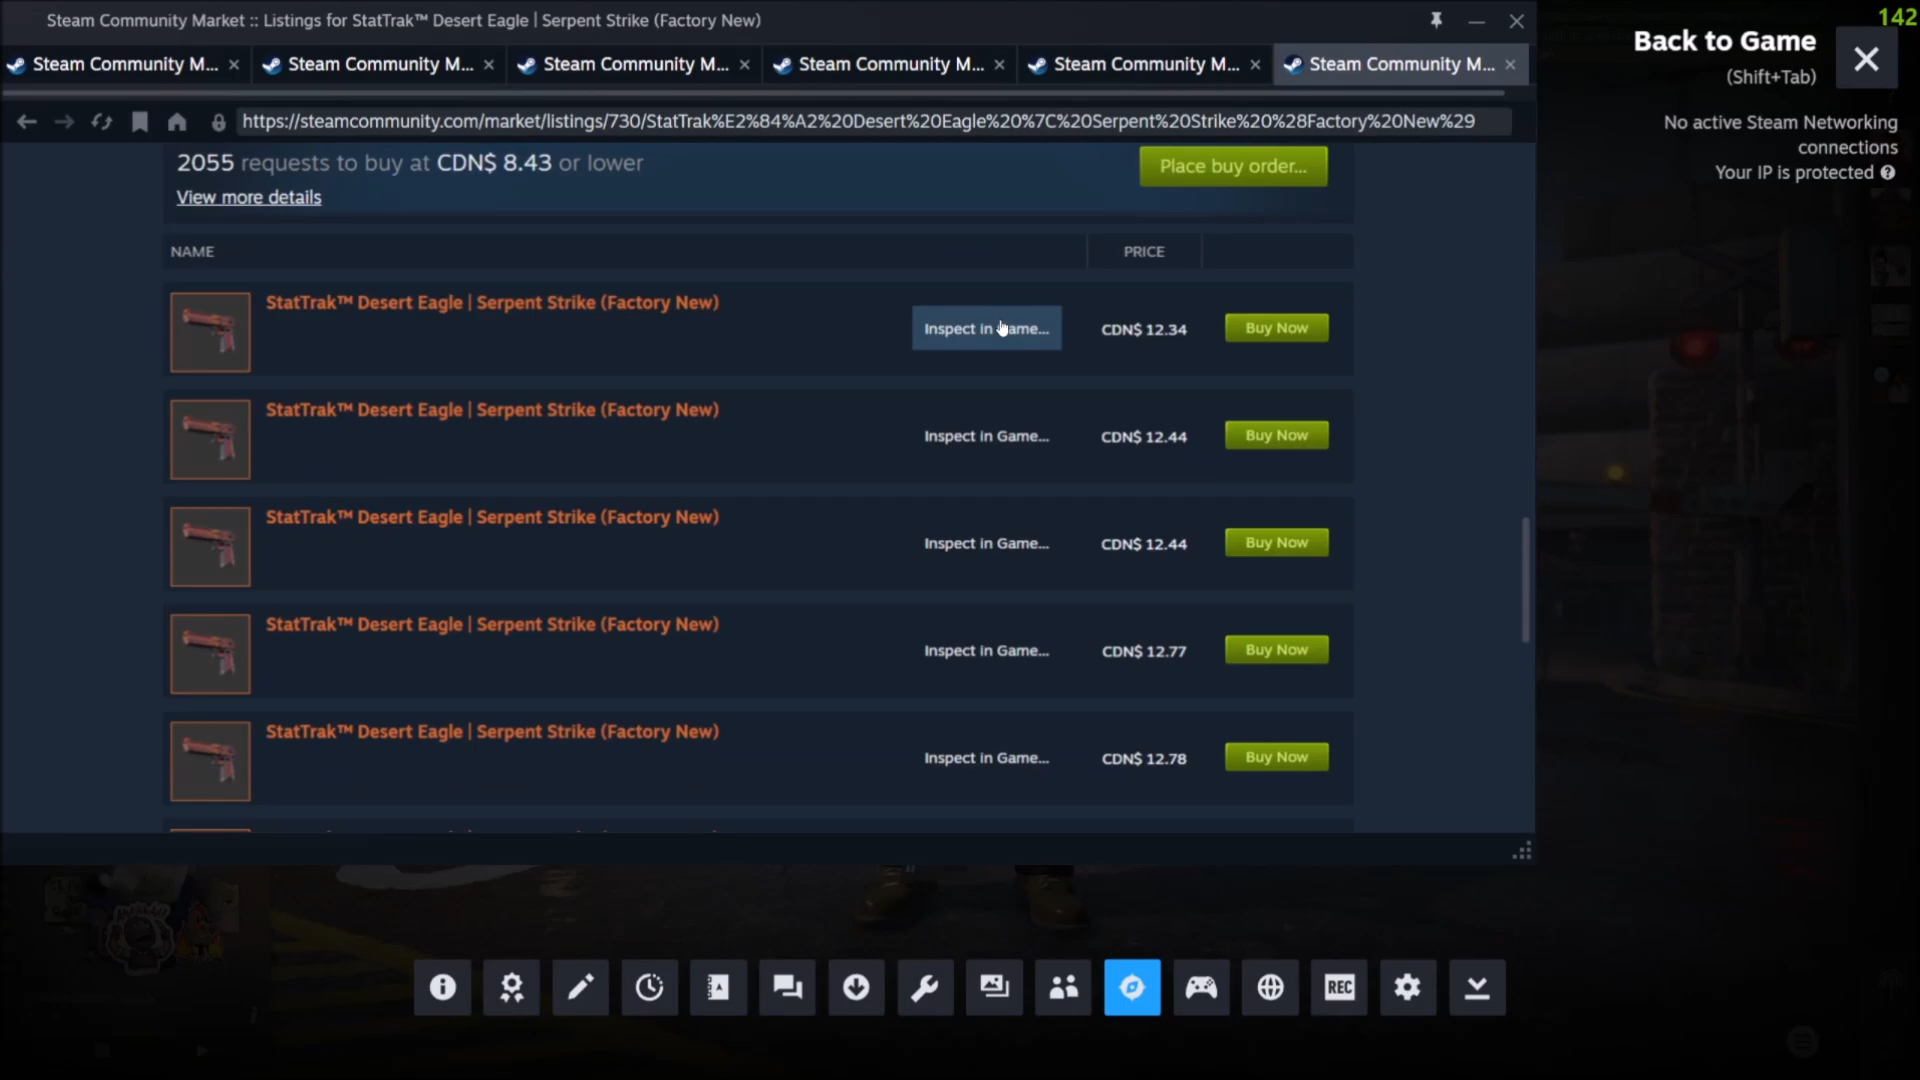 Steam Community Market :: Listings for StatTrak™ Desert Eagle | Serpent Strike (Factory New)
142
Back to Game
(Shift+Tab)
Steam Community M...
Steam Community M...
Steam Community M...
Steam Community M...
Steam Community M...
Steam Community M...
https://steamcommunity.com/market/listings/730/StatTrak%E2%84%A2%20Desert%20Eagle%20%7C%20Serpent%20Strike%20%28Factory%20New%29
No active Steam Networking
connections
Your IP is protected
2055 requests to buy at CDN$ 8.43 or lower
Place buy order...
View more details
NAME
PRICE
StatTrak™ Desert Eagle | Serpent Strike (Factory New)
Inspect in Game...
CDN$ 12.34
Buy Now
StatTrak™ Desert Eagle | Serpent Strike (Factory New)
Inspect in Game...
CDN$ 12.44
Buy Now
StatTrak™ Desert Eagle | Serpent Strike (Factory New)
Inspect in Game...
CDN$ 12.44
Buy Now
StatTrak™ Desert Eagle | Serpent Strike (Factory New)
Inspect in Game...
CDN$ 12.77
Buy Now
StatTrak™ Desert Eagle | Serpent Strike (Factory New)
Inspect in Game...
CDN$ 12.78
Buy Now
REC